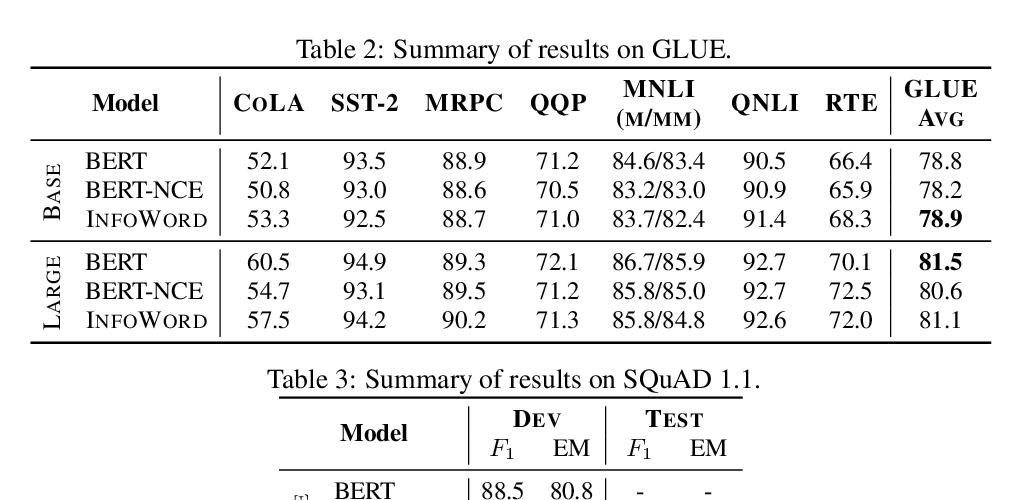 Table 2: Summary of results on GLUE.
Model COLA SST-2 MRPC QQP MNLI (M/MM) QNLI RTE GLUE AVG
BASE
BERT 52.1 93.5 88.9 71.2 84.6/83.4 90.5 66.4 78.8
BERT-NCE 50.8 93.0 88.6 70.5 83.2/83.0 90.9 65.9 78.2
INFOWORD 53.3 92.5 88.7 71.0 83.7/82.4 91.4 68.3 78.9
LARGE
BERT 60.5 94.9 89.3 72.1 86.7/85.9 92.7 70.1 81.5
BERT-NCE 54.7 93.1 89.5 71.2 85.8/85.0 92.7 72.5 80.6
INFOWORD 57.5 94.2 90.2 71.3 85.8/84.8 92.6 72.0 81.1
Table 3: Summary of results on SQuAD 1.1.
Model DEV TEST
F1 EM F1 EM
BERT 88.5 80.8 - -